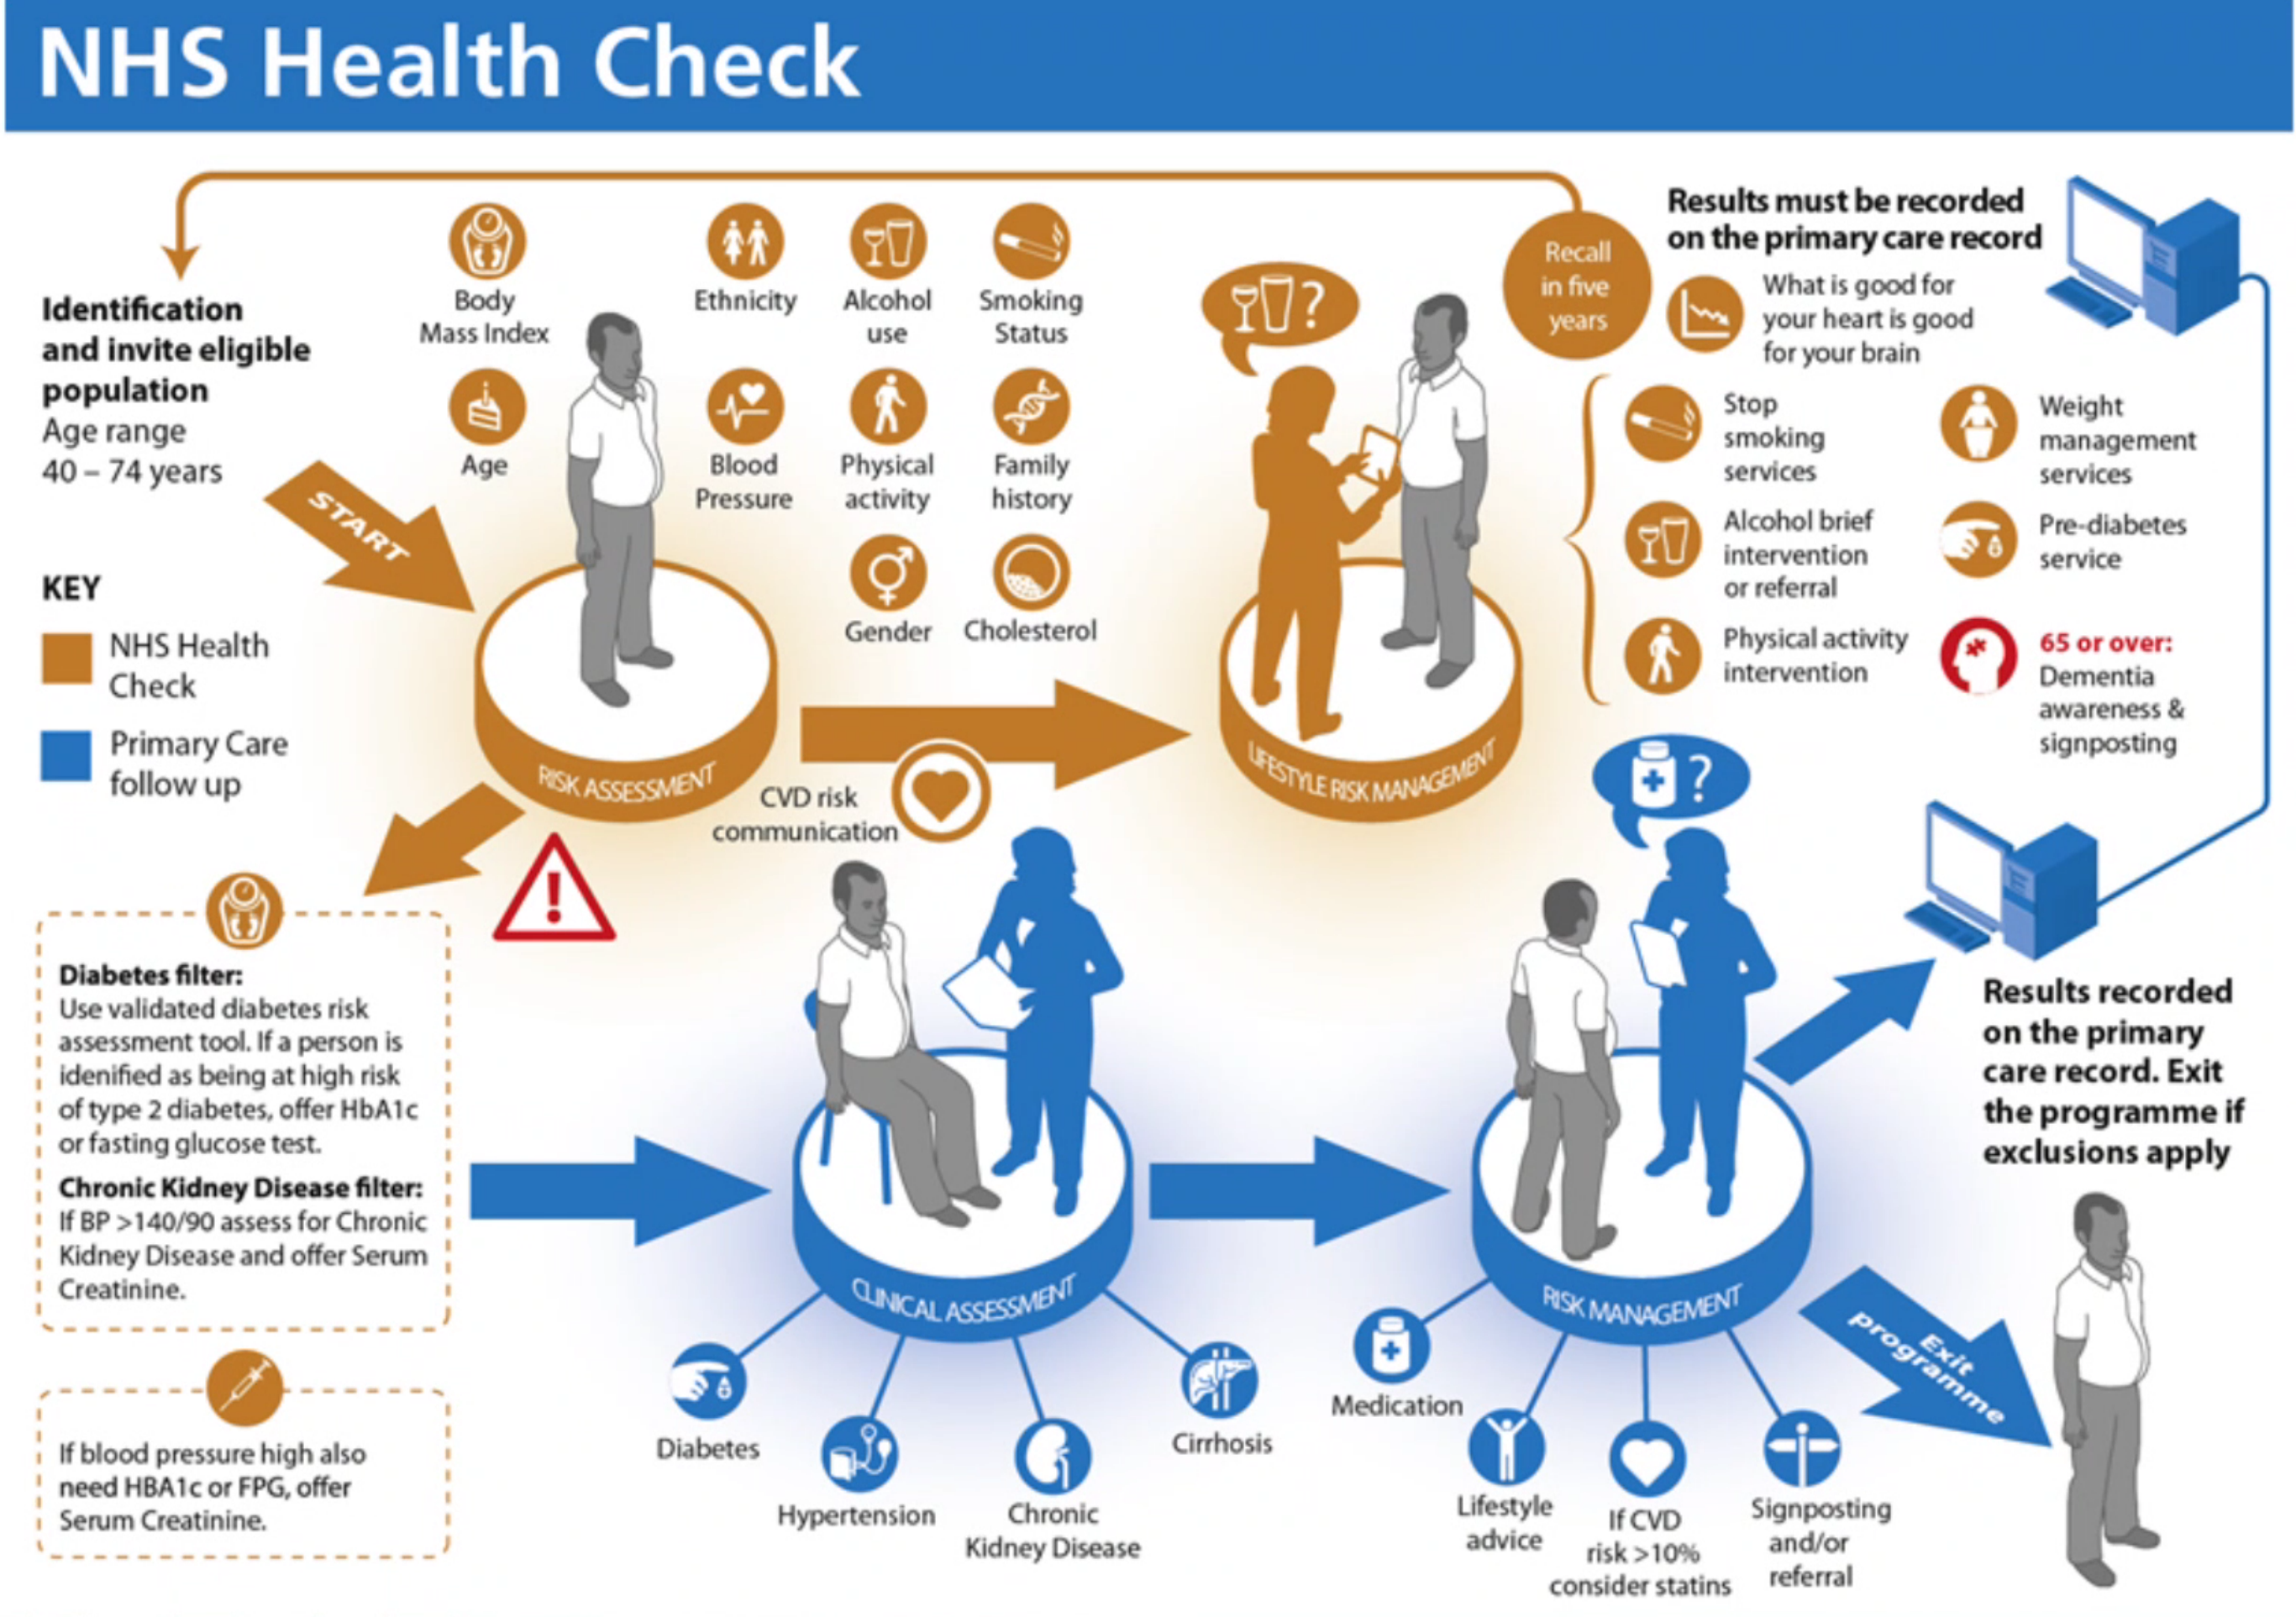 NHS Health Check
Identification
and invite eligible
population
Age range
40 – 74 years
START
KEY
NHS Health
Check
Primary Care
follow up
Body
Mass Index
Ethnicity
Alcohol
use
Smoking
Status
Age
Blood
Pressure
Physical
activity
Family
history
Gender
Cholesterol
RISK ASSESSMENT
CVD risk
communication
!
?
LIFESTYLE RISK MANAGEMENT
Recall
in five
years
Results must be recorded
on the primary care record
What is good for
your heart is good
for your brain
Stop
smoking
services
Weight
management
services
Alcohol brief
intervention
or referral
Pre-diabetes
service
Physical activity
intervention
65 or over:
Dementia
awareness &
signposting
Diabetes filter:
Use validated diabetes risk
assessment tool. If a person is
idenified as being at high risk
of type 2 diabetes, offer HbA1c
or fasting glucose test.
Chronic Kidney Disease filter:
If BP >140/90 assess for Chronic
Kidney Disease and offer Serum
Creatinine.
If blood pressure high also
need HBA1c or FPG, offer
Serum Creatinine.
CLINICAL ASSESSMENT
Diabetes
Hypertension
Chronic
Kidney Disease
Cirrhosis
?
RISK MANAGEMENT
Medication
Lifestyle
advice
If CVD
risk >10%
consider statins
Signposting
and/or
referral
Results recorded
on the primary
care record. Exit
the programme if
exclusions apply
Exit
programme